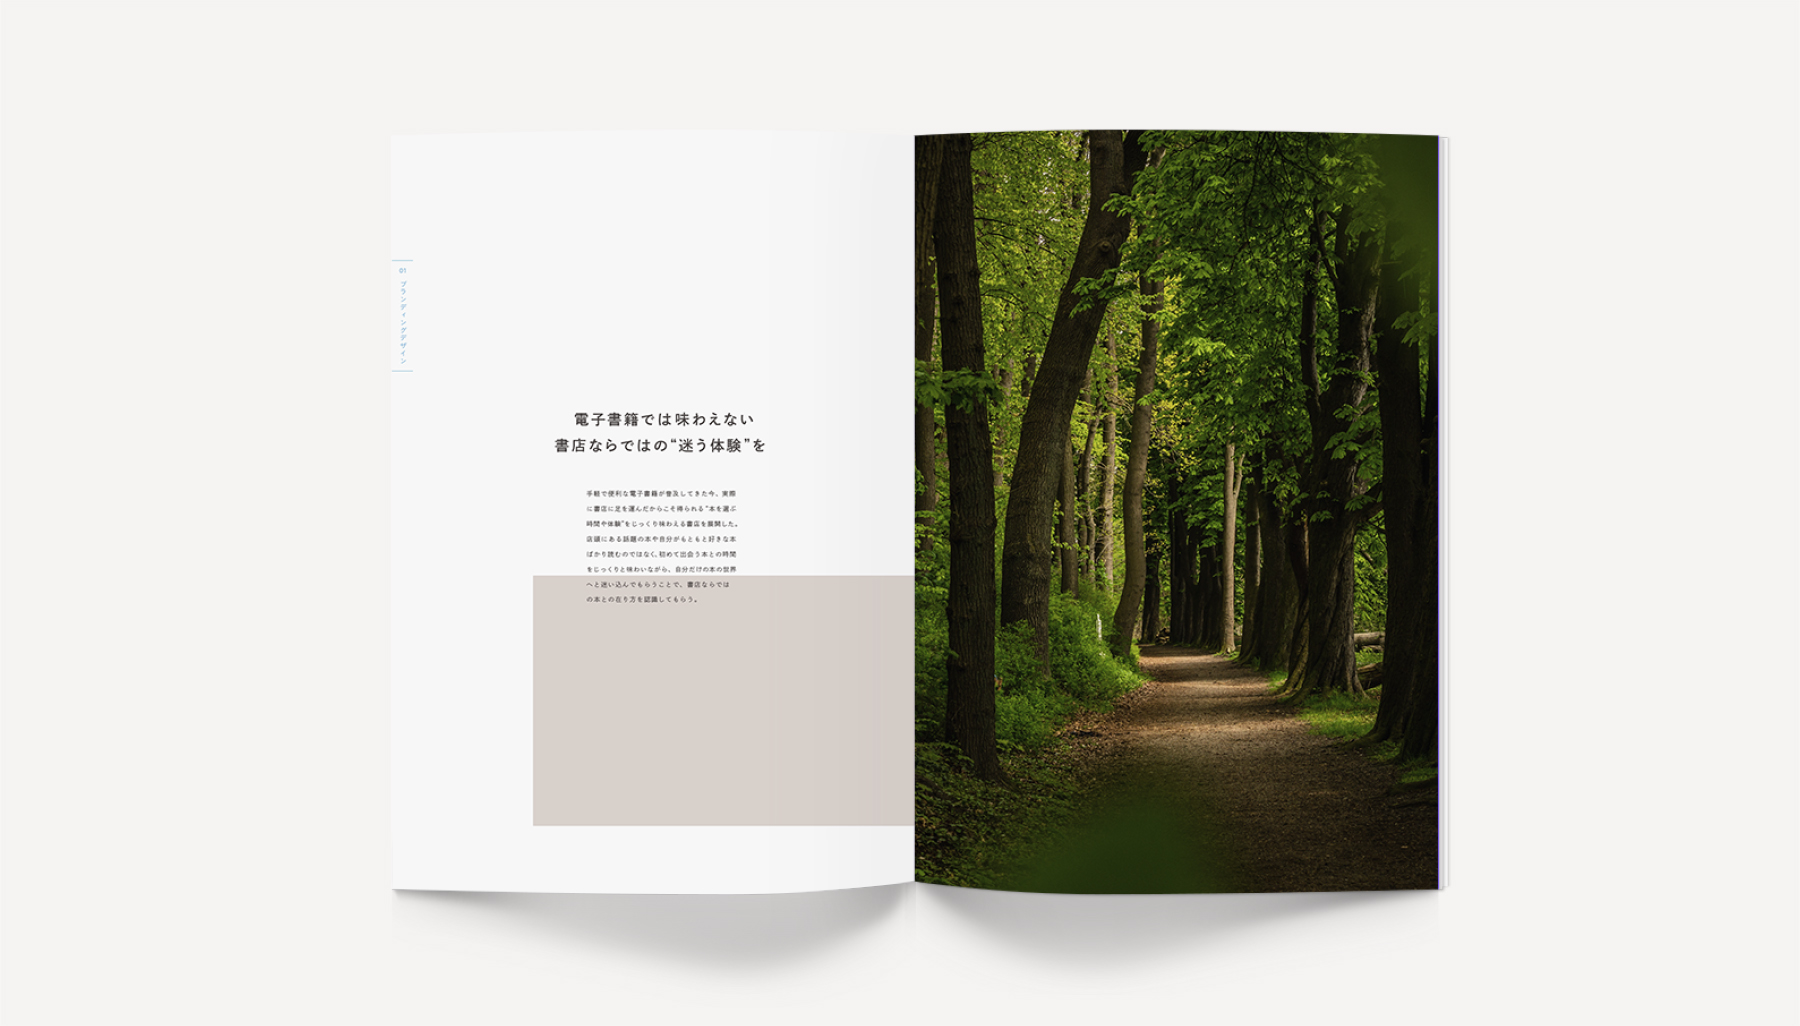 01 ブランディングデザイン
電子書籍では味わえない
書店ならではの“迷う体験”を
手軽で便利な電子書籍が普及してきた今、実際
に書店に足を運んだからこそ得られる“本を選ぶ
時間や体験”をじっくり味わえる書店を展開した。
店頭にある話題の本や自分がもともと好きな本
ばかり読むのではなく、初めて出会う本との時間
をじっくりと味わいながら、自分だけの本の世界
へと迷い込んでもらうことで、書店ならでは
の本との在り方を認識してもらう。